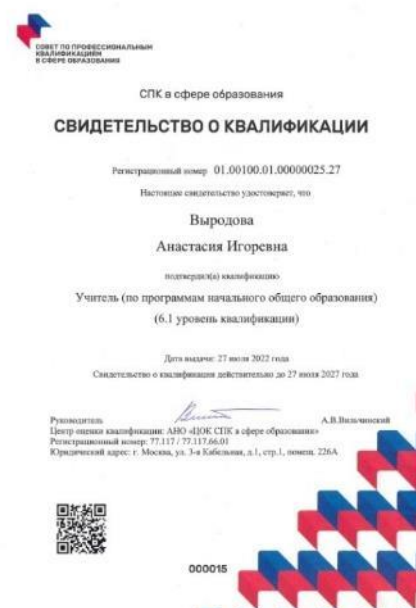 СОВЕТ ПО ПРОФЕССИОНАЛЬНЫМ
КВАЛИФИКАЦИЯМ
В СФЕРЕ ОБРАЗОВАНИЯ
СПК в сфере образования
СВИДЕТЕЛЬСТВО О КВАЛИФИКАЦИИ
Регистрационный номер 01.00100.01.00000025.27
Настоящее свидетельство удостоверяет, что
Выродова
Анастасия Игоревна
подтвердил(а) квалификацию
Учитель (по программам начального общего образования)
(6.1 уровень квалификации)
Дата выдачи: 27 июля 2022 года
Свидетельство о квалификации действительно до 27 июля 2027 года
Руководитель А.В.Вильчинский
Центр оценки квалификации: АНО «ЦОК СПК в сфере образования»
Регистрационный номер: 77.117 / 77.117.66.01
Юридический адрес: г. Москва, ул. 3-я Кабельная, д.1, стр.1, помещ. 226А
000015